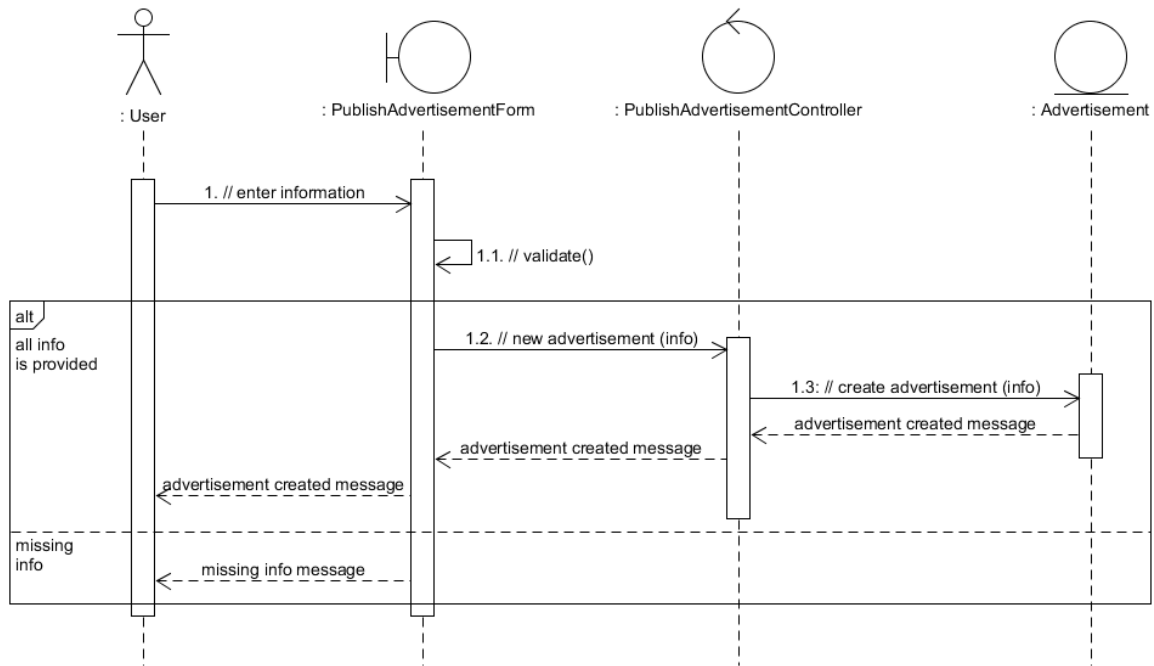 : User
: PublishAdvertisementForm
: PublishAdvertisementController
: Advertisement
1. // enter information
1.1. // validate()
alt
all info
is provided
1.2. // new advertisement (info)
1.3: // create advertisement (info)
advertisement created message
advertisement created message
advertisement created message
missing
info
missing info message